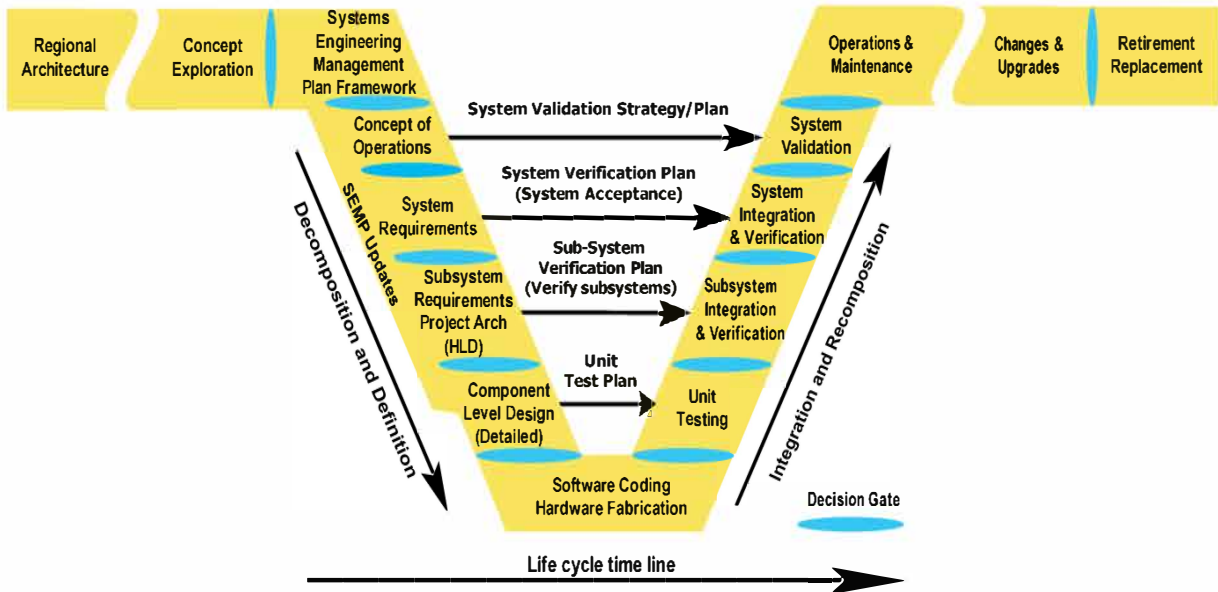 Regional
Architecture
Concept
Exploration
Systems
Engineering
Management
Plan Framework
Operations &
Maintenance
Changes &
Upgrades
Retirement
Replacement
Concept of
Operations
System Validation Strategy/Plan
System
Validation
SEMP Updates
System
Requirements
System Verification Plan
(System Acceptance)
System
Integration
& Verification
Subsystem
Requirements
Project Arch
(HLD)
Sub-System
Verification Plan
(Verify subsystems)
Subsystem
Integration
& Verification
Component
Level Design
(Detailed)
Unit
Test Plan
Unit
Testing
Decomposition and Definition
Integration and Recomposition
Software Coding
Hardware Fabrication
Decision Gate
Life cycle time line